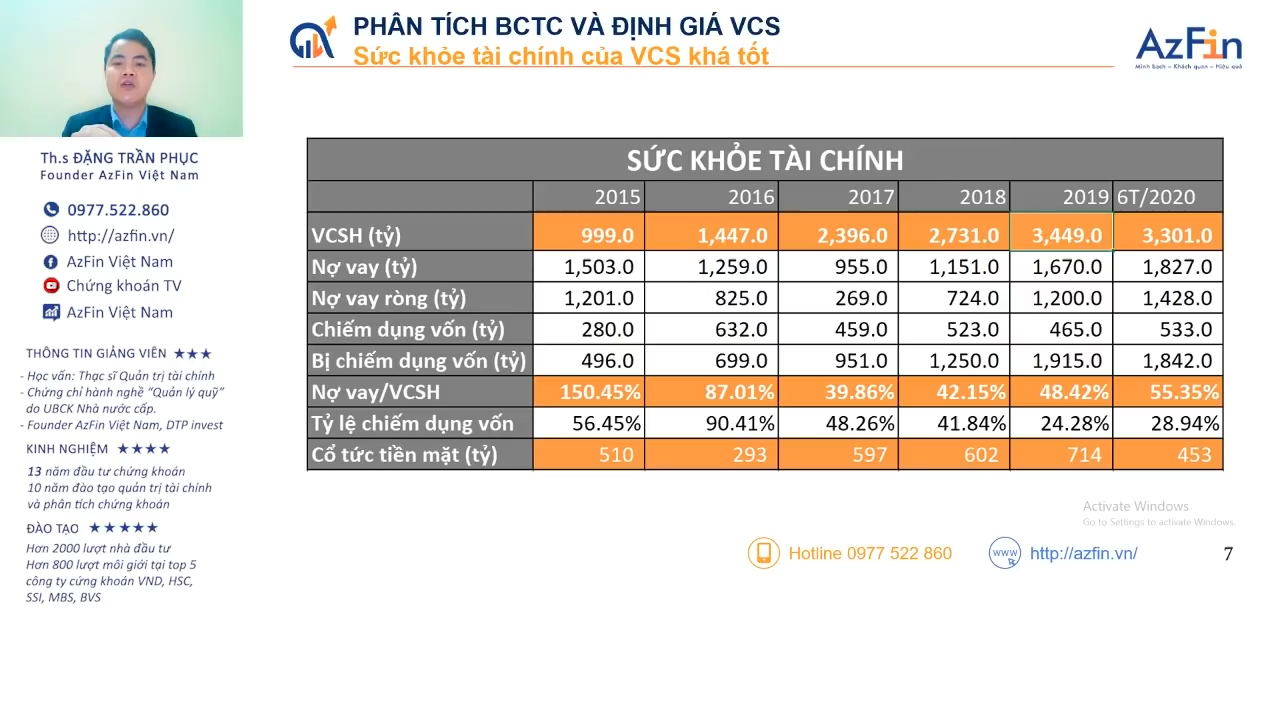 PHÂN TÍCH BCTC VÀ ĐỊNH GIÁ VCS
Sức khỏe tài chính của VCS khá tốt
AzFin
Minh bạch – Khách quan – Hiệu quả
Th.s ĐẶNG TRẦN PHỤC
Founder AzFin Việt Nam
0977.522.860
http://azfin.vn/
AzFin Việt Nam
Chứng khoán TV
AzFin Việt Nam
THÔNG TIN GIẢNG VIÊN ★★★
- Học vấn: Thạc sĩ Quản trị tài chính
- Chứng chỉ hành nghề “Quản lý quỹ”
do UBCK Nhà nước cấp.
- Founder AzFin Việt Nam, DTP invest
KINH NGHIỆM ★★★★
13 năm đầu tư chứng khoán
10 năm đào tạo quản trị tài chính
và phân tích chứng khoán
ĐÀO TẠO ★★★★★
Hơn 2000 lượt nhà đầu tư
Hơn 800 lượt môi giới tại top 5
công ty cứng khoán VND, HSC,
SSI, MBS, BVS
SỨC KHỎE TÀI CHÍNH
2015 2016 2017 2018 2019 6T/2020
VCSH (tỷ) 999.0 1,447.0 2,396.0 2,731.0 3,449.0 3,301.0
Nợ vay (tỷ) 1,503.0 1,259.0 955.0 1,151.0 1,670.0 1,827.0
Nợ vay ròng (tỷ) 1,201.0 825.0 269.0 724.0 1,200.0 1,428.0
Chiếm dụng vốn (tỷ) 280.0 632.0 459.0 523.0 465.0 533.0
Bị chiếm dụng vốn (tỷ) 496.0 699.0 951.0 1,250.0 1,915.0 1,842.0
Nợ vay/VCSH 150.45% 87.01% 39.86% 42.15% 48.42% 55.35%
Tỷ lệ chiếm dụng vốn 56.45% 90.41% 48.26% 41.84% 24.28% 28.94%
Cổ tức tiền mặt (tỷ) 510 293 597 602 714 453
Activate Windows
Go to Settings to activate Windows.
Hotline 0977 522 860
www
http://azfin.vn/
7